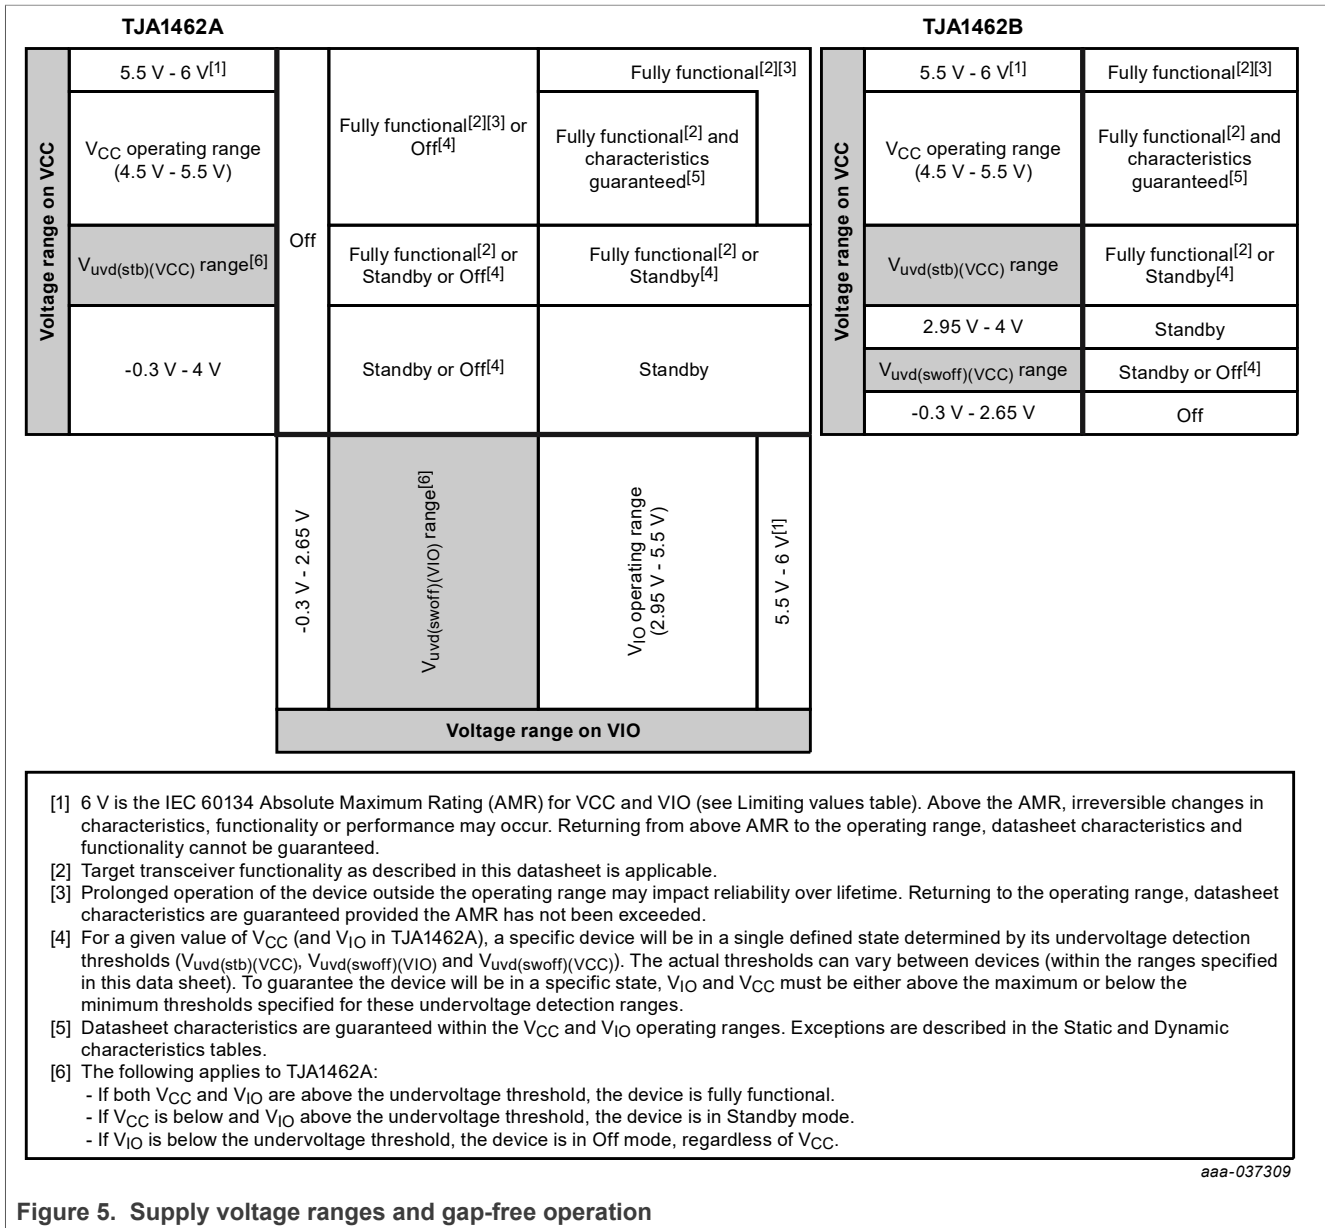 TJA1462A
TJA1462B
Voltage range on VCC
5.5 V - 6 V[1]
VCC operating range
(4.5 V - 5.5 V)
Vuvd(stb)(VCC) range[6]
-0.3 V - 4 V
Off
Fully functional[2][3] or
Off[4]
Fully functional[2][3]
Fully functional[2] and
characteristics
guaranteed[5]
Fully functional[2] or
Standby or Off[4]
Fully functional[2] or
Standby[4]
Standby or Off[4]
Standby
-0.3 V - 2.65 V
Vuvd(swoff)(VIO) range[6]
VIO operating range
(2.95 V - 5.5 V)
5.5 V - 6 V[1]
Voltage range on VIO
Voltage range on VCC
5.5 V - 6 V[1]
Fully functional[2][3]
VCC operating range
(4.5 V - 5.5 V)
Fully functional[2] and
characteristics
guaranteed[5]
Vuvd(stb)(VCC) range
Fully functional[2] or
Standby[4]
2.95 V - 4 V
Standby
Vuvd(swoff)(VCC) range
Standby or Off[4]
-0.3 V - 2.65 V
Off
[1] 6 V is the IEC 60134 Absolute Maximum Rating (AMR) for VCC and VIO (see Limiting values table). Above the AMR, irreversible changes in
characteristics, functionality or performance may occur. Returning from above AMR to the operating range, datasheet characteristics and
functionality cannot be guaranteed.
[2] Target transceiver functionality as described in this datasheet is applicable.
[3] Prolonged operation of the device outside the operating range may impact reliability over lifetime. Returning to the operating range, datasheet
characteristics are guaranteed provided the AMR has not been exceeded.
[4] For a given value of VCC (and VIO in TJA1462A), a specific device will be in a single defined state determined by its undervoltage detection
thresholds (Vuvd(stb)(VCC), Vuvd(swoff)(VIO) and Vuvd(swoff)(VCC)). The actual thresholds can vary between devices (within the ranges specified
in this data sheet). To guarantee the device will be in a specific state, VIO and VCC must be either above the maximum or below the
minimum thresholds specified for these undervoltage detection ranges.
[5] Datasheet characteristics are guaranteed within the VCC and VIO operating ranges. Exceptions are described in the Static and Dynamic
characteristics tables.
[6] The following applies to TJA1462A:
- If both VCC and VIO are above the undervoltage threshold, the device is fully functional.
- If VCC is below and VIO above the undervoltage threshold, the device is in Standby mode.
- If VIO is below the undervoltage threshold, the device is in Off mode, regardless of VCC.
aaa-037309
Figure 5. Supply voltage ranges and gap-free operation